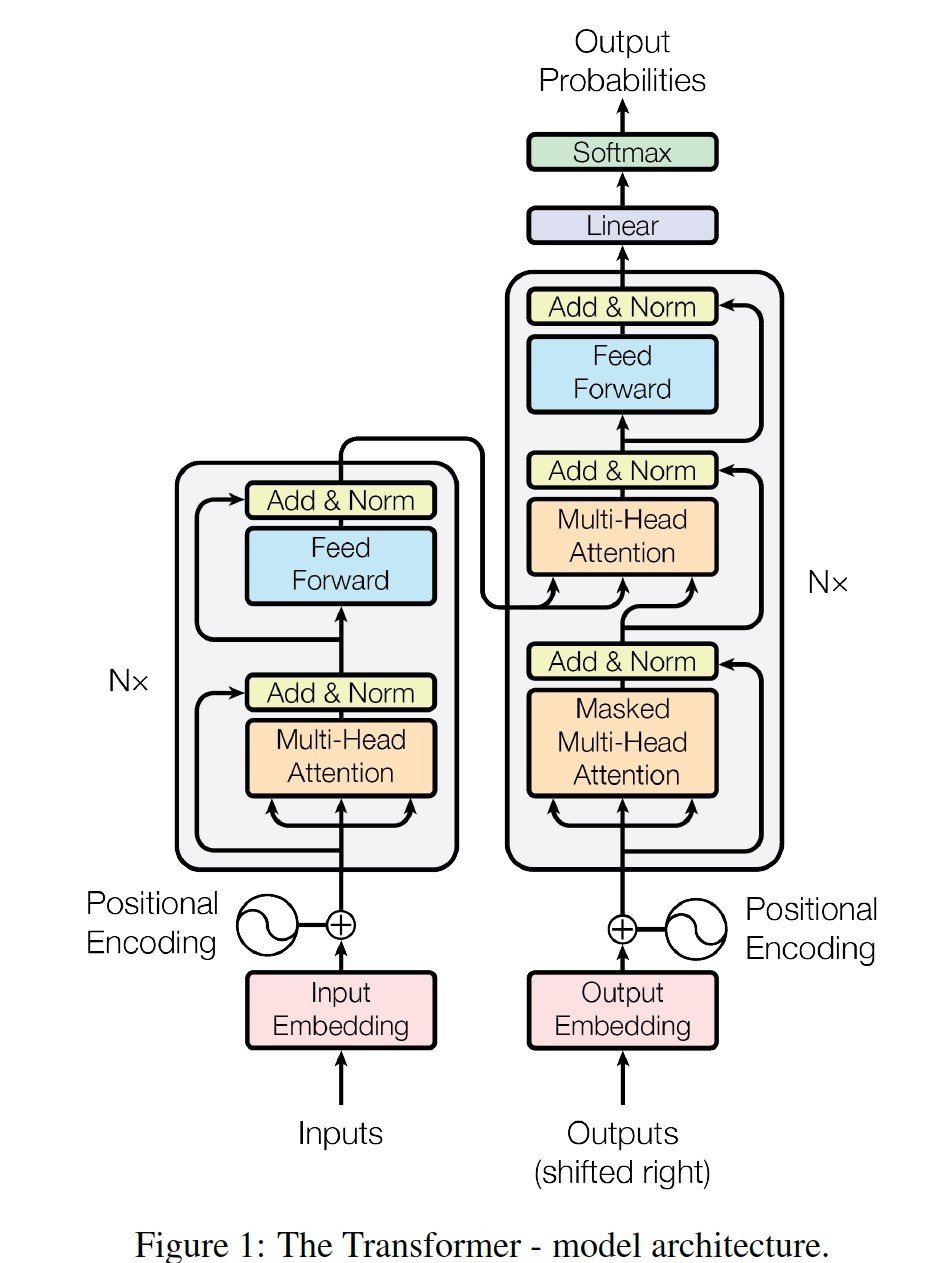 Output
Probabilities
Softmax
Linear
Add & Norm
Feed
Forward
Add & Norm
Multi-Head
Attention
Add & Norm
Masked
Multi-Head
Attention
Nx
Add & Norm
Feed
Forward
Add & Norm
Multi-Head
Attention
Nx
Positional
Encoding
Positional
Encoding
Input
Embedding
Output
Embedding
Inputs
Outputs
(shifted right)
Figure 1: The Transformer - model architecture.